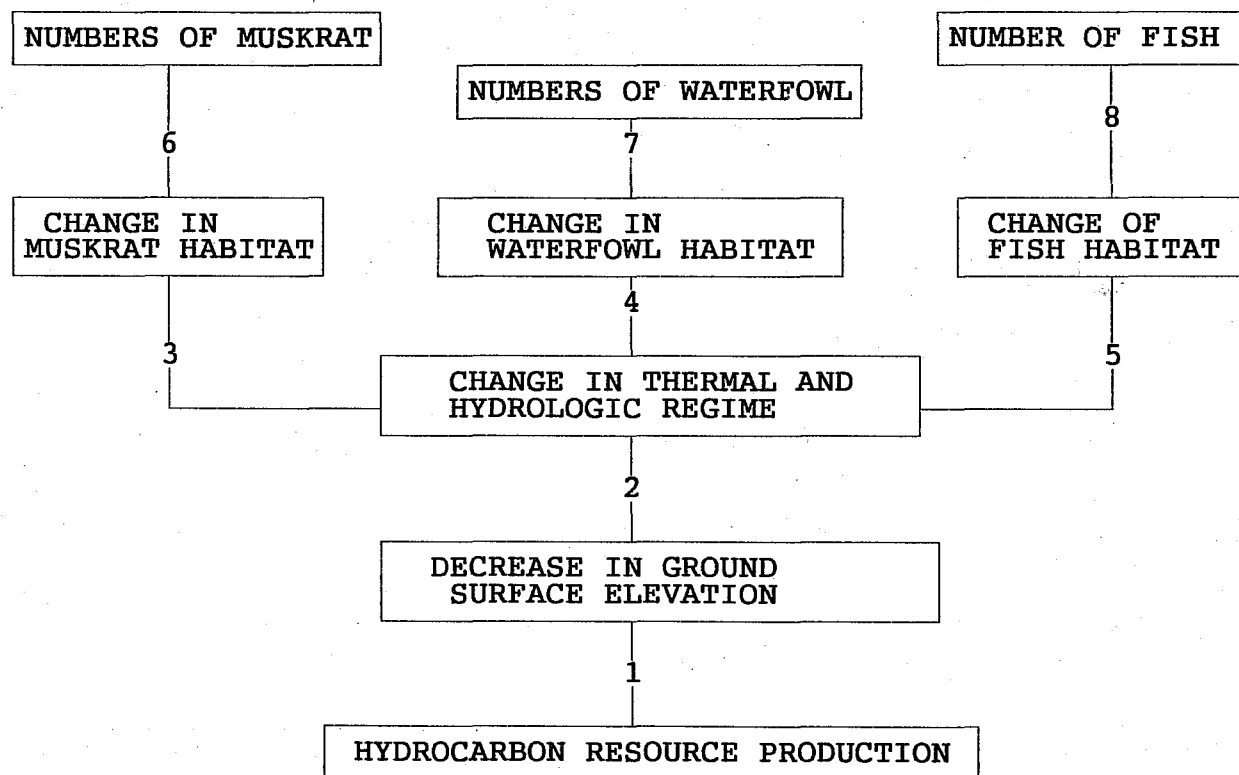 NUMBERS OF MUSKRAT
NUMBER OF FISH
NUMBERS OF WATERFOWL
6
7
8
CHANGE IN
MUSKRAT HABITAT
CHANGE IN
WATERFOWL HABITAT
CHANGE OF
FISH HABITAT
4
3
5
CHANGE IN THERMAL AND
HYDROLOGIC REGIME
2
DECREASE IN GROUND
SURFACE ELEVATION
1
HYDROCARBON RESOURCE PRODUCTION